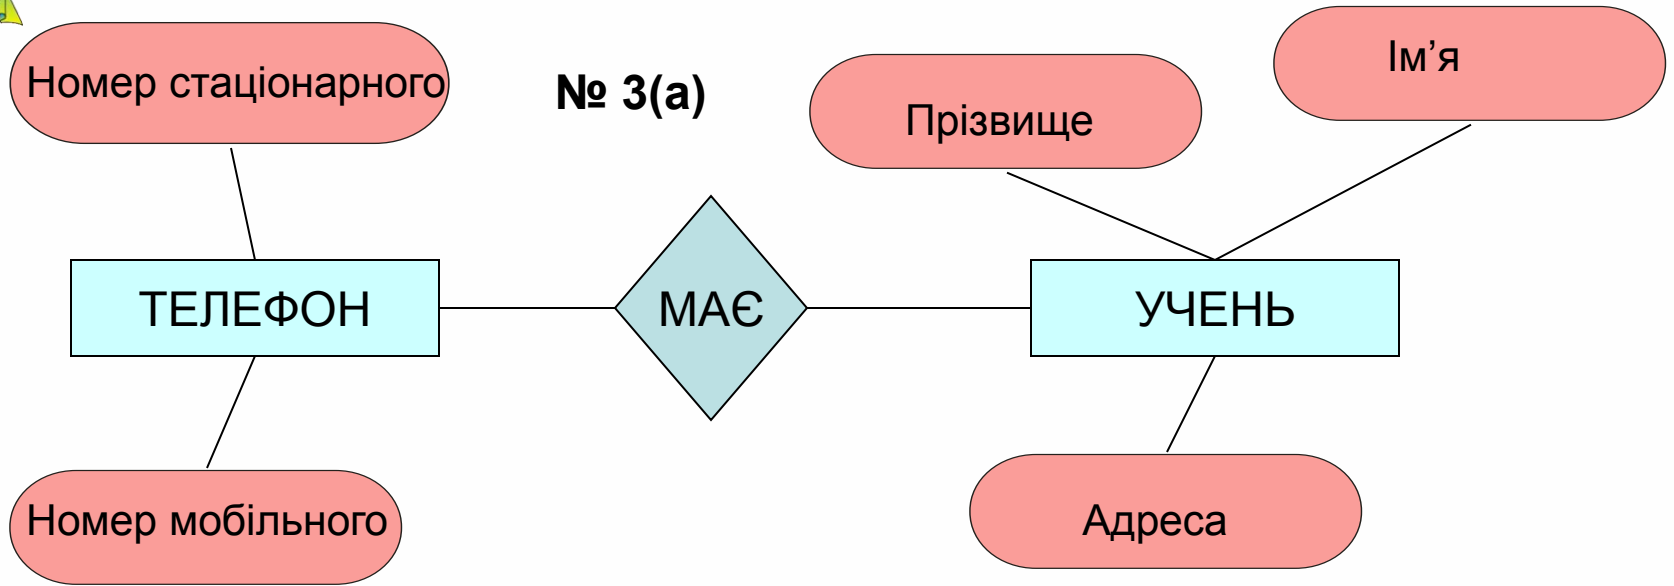 Номер стаціонарного
№ 3(а)
Прізвище
Ім’я
ТЕЛЕФОН
МАЄ
УЧЕНЬ
Номер мобільного
Адреса